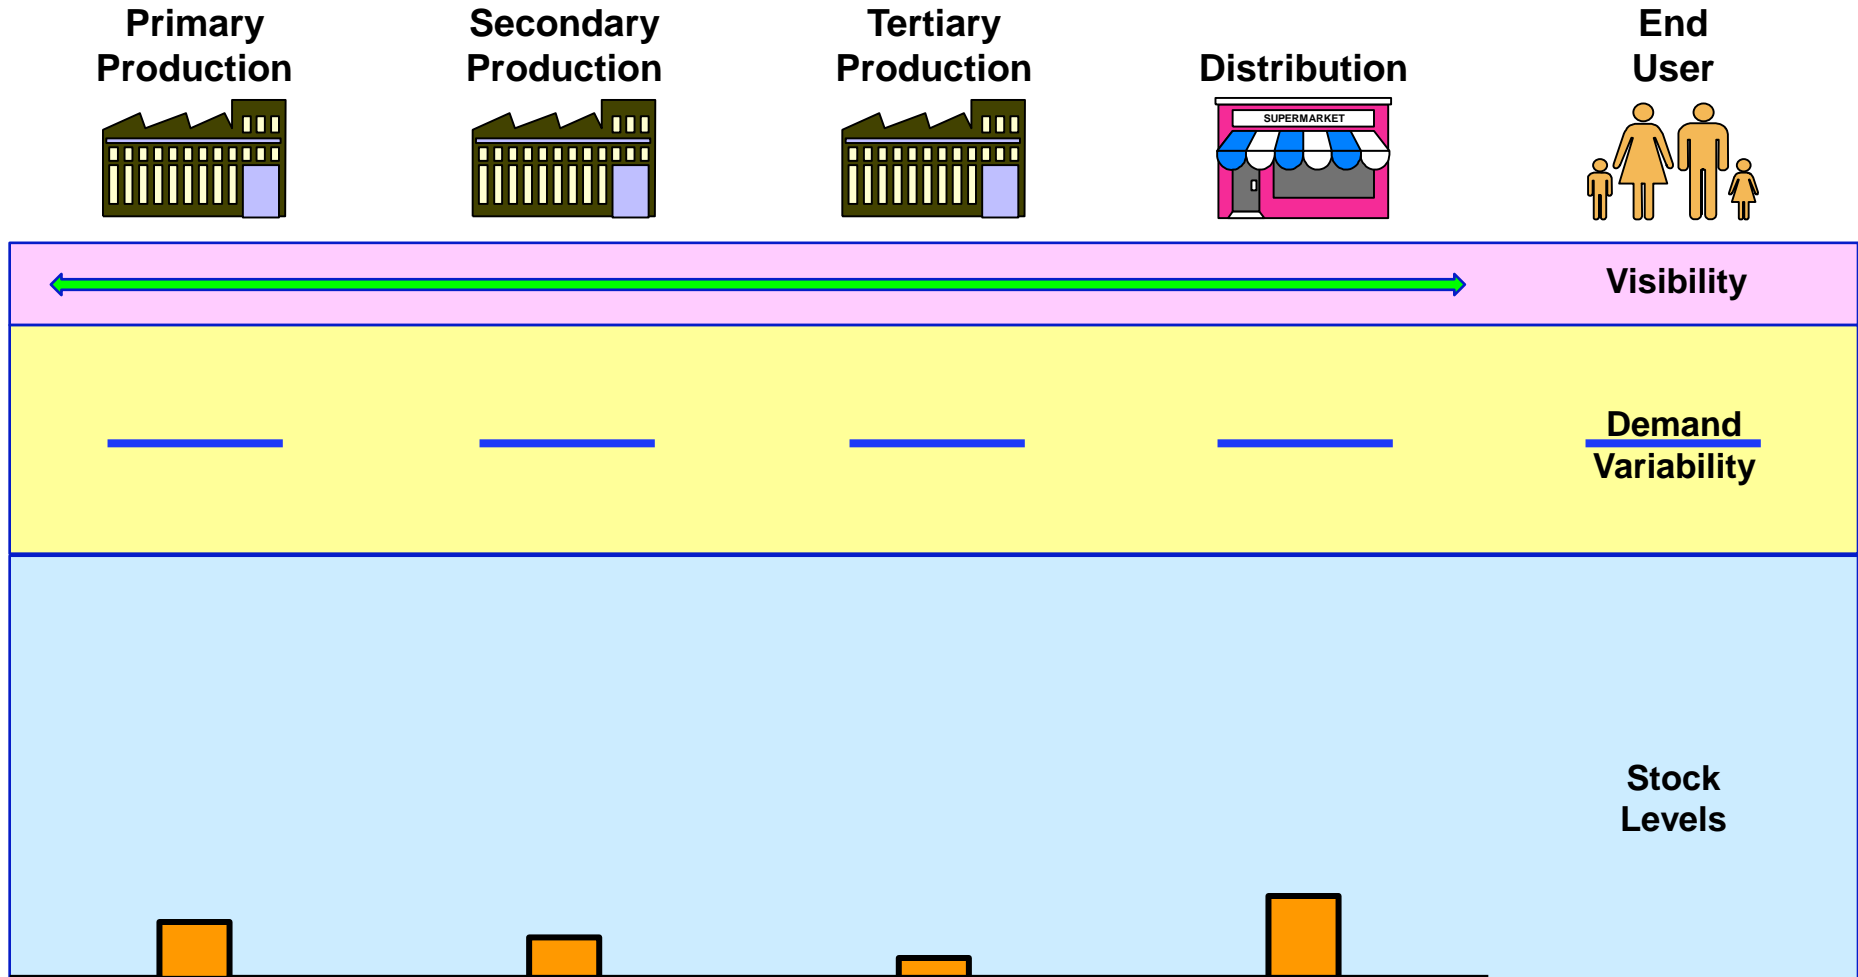 Primary
Production
Secondary
Production
Tertiary
Production
Distribution
End
User
SUPERMARKET
Visibility
Demand
Variability
Stock
Levels